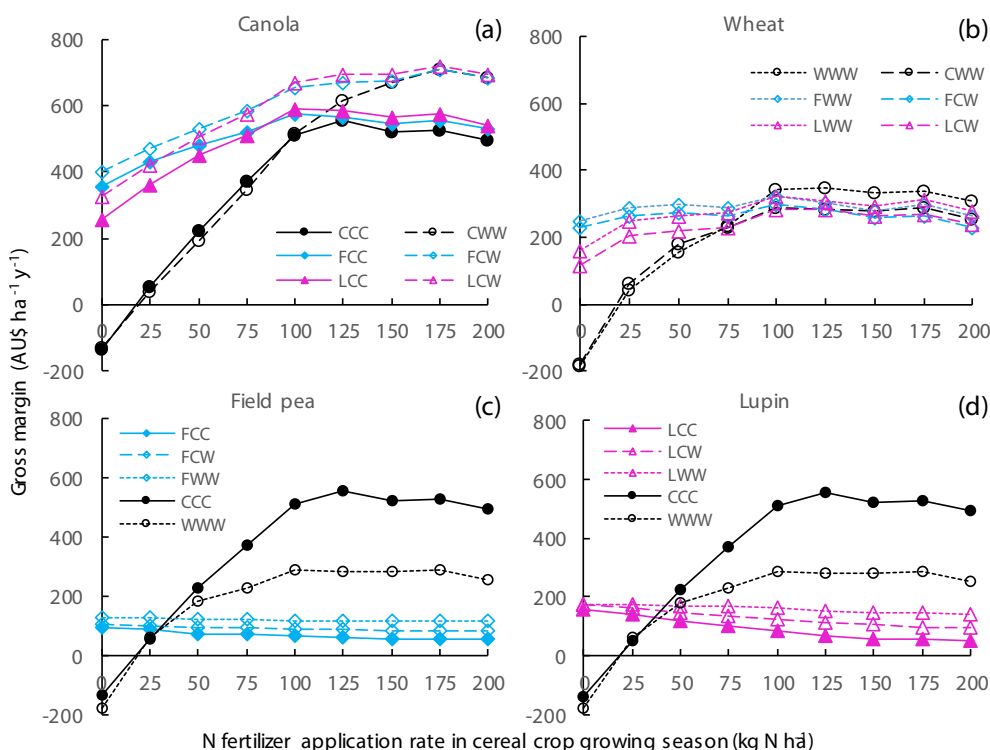 Canola
(a)
800
600
400
200
0
-200
0 25 50 75 100 125 150 175 200
CCC
FCC
LCC
CWW
FCW
LCW
Wheat
(b)
800
600
400
200
0
-200
0 25 50 75 100 125 150 175 200
WWW
FWW
LWW
CWW
FCW
LCW
Gross margin (AU$ ha⁻¹ y⁻¹)
Field pea
(c)
800
600
400
200
0
-200
0 25 50 75 100 125 150 175 200
FCC
FCW
FWW
CCC
WWW
Lupin
(d)
800
600
400
200
0
-200
0 25 50 75 100 125 150 175 200
LCC
LCW
LWW
CCC
WWW
N fertilizer application rate in cereal crop growing season (kg N ha